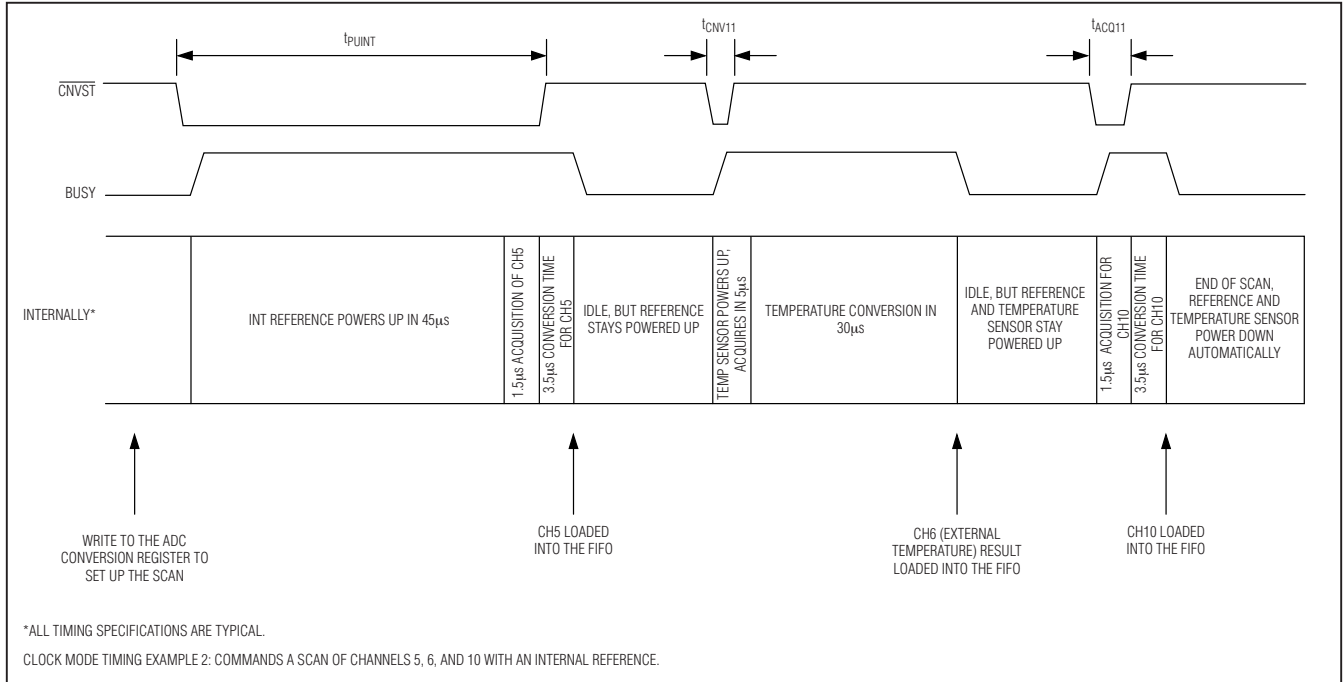 tPUINT
tCNV11
tACQ11
CNVST
BUSY
INTERNALLY*
INT REFERENCE POWERS UP IN 45µs
1.5µs ACQUISITION OF CH5
3.5µs CONVERSION TIME
FOR CH5
IDLE, BUT REFERENCE
STAYS POWERED UP
TEMP SENSOR POWERS UP,
ACQUIRES IN 5µs
TEMPERATURE CONVERSION IN
30µs
IDLE, BUT REFERENCE
AND TEMPERATURE
SENSOR STAY
POWERED UP
1.5µs ACQUISITION FOR
CH10
3.5µs CONVERSION TIME
FOR CH10
END OF SCAN,
REFERENCE AND
TEMPERATURE SENSOR
POWER DOWN
AUTOMATICALLY
WRITE TO THE ADC
CONVERSION REGISTER TO
SET UP THE SCAN
CH5 LOADED
INTO THE FIFO
CH6 (EXTERNAL
TEMPERATURE) RESULT
LOADED INTO THE FIFO
CH10 LOADED
INTO THE FIFO
*ALL TIMING SPECIFICATIONS ARE TYPICAL.
CLOCK MODE TIMING EXAMPLE 2: COMMANDS A SCAN OF CHANNELS 5, 6, AND 10 WITH AN INTERNAL REFERENCE.